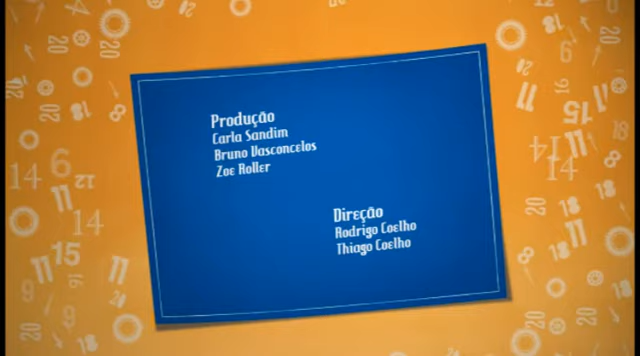 Produção
Carla Sandim
Bruno Vasconcelos
Zoe Roller
Direção
Rodrigo Coelho
Thiago Coelho